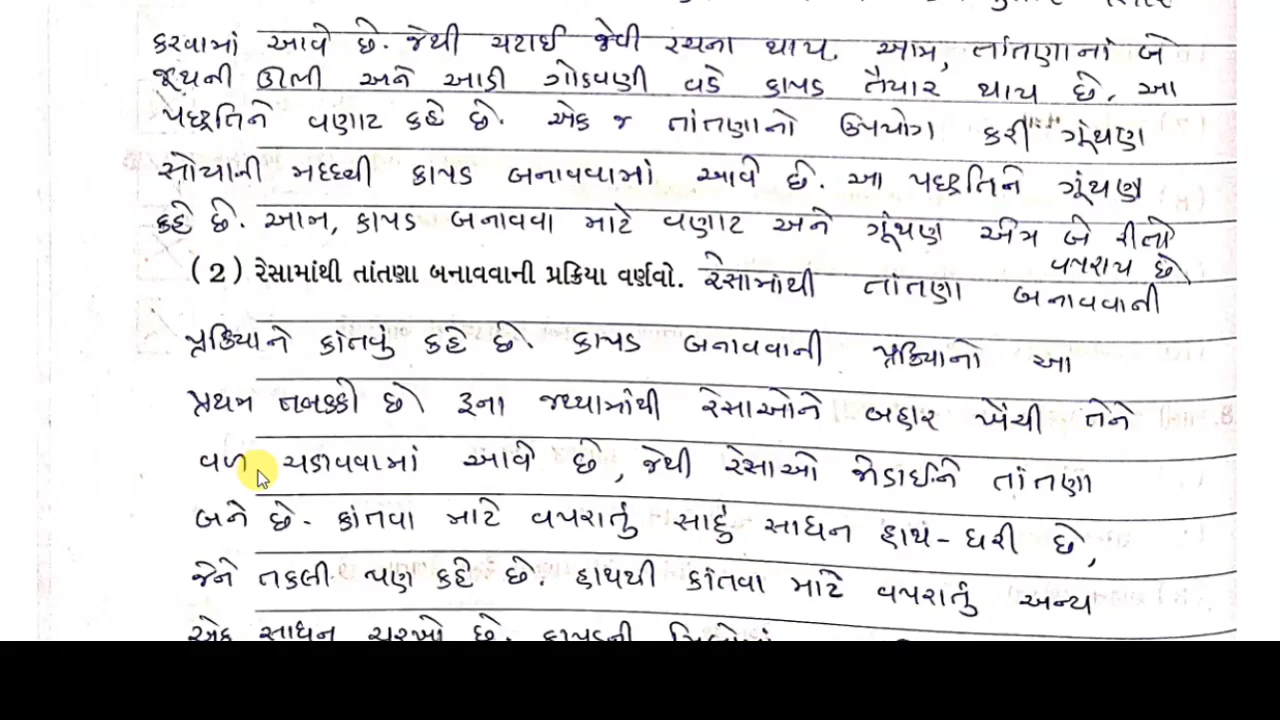 કરવામાં આવે છે. જેથી ચટાઈ જેવી રચના થાય. આમ, તાંતણાનાં બે
જૂથની ઊભી અને આડી ગોઠવણી વડે કાપડ તૈયાર થાય છે. આ
પધ્ધતિને વણાટ કહે છે. એક જ તાંતણાનો ઉપયોગ કરી ગૂંથણ
સોયાની મદદથી કાપડ બનાવવામાં આવે છે. આ પધ્ધતિને ગૂંથણ
કહે છે. આમ, કાપડ બનાવવા માટે વણાટ અને ગૂંથણ એમ બે રીતો
વપરાય છે
(2) રેસામાંથી તાંતણા બનાવવાની પ્રક્રિયા વર્ણવો. રેસામાંથી તાંતણા બનાવવાની
પ્રક્રિયાને કાંતવું કહે છે. કાપડ બનાવવાની પ્રક્રિયાનો આ
પ્રથમ તબક્કો છે રૂના જથ્થામાંથી રેસાઓને બહાર ખેંચી તેને
વળ ચડાવવામાં આવે છે, જેથી રેસાઓ જોડાઈને તાંતણા
બને છે. કાંતવા માટે વપરાતું સાદું સાધન હાથ-ધરી છે,
જેને તકલી પણ કહે છે. હાથથી કાંતવા માટે વપરાતું અન્ય
એક સાધન ચરખો છે. કાપડની